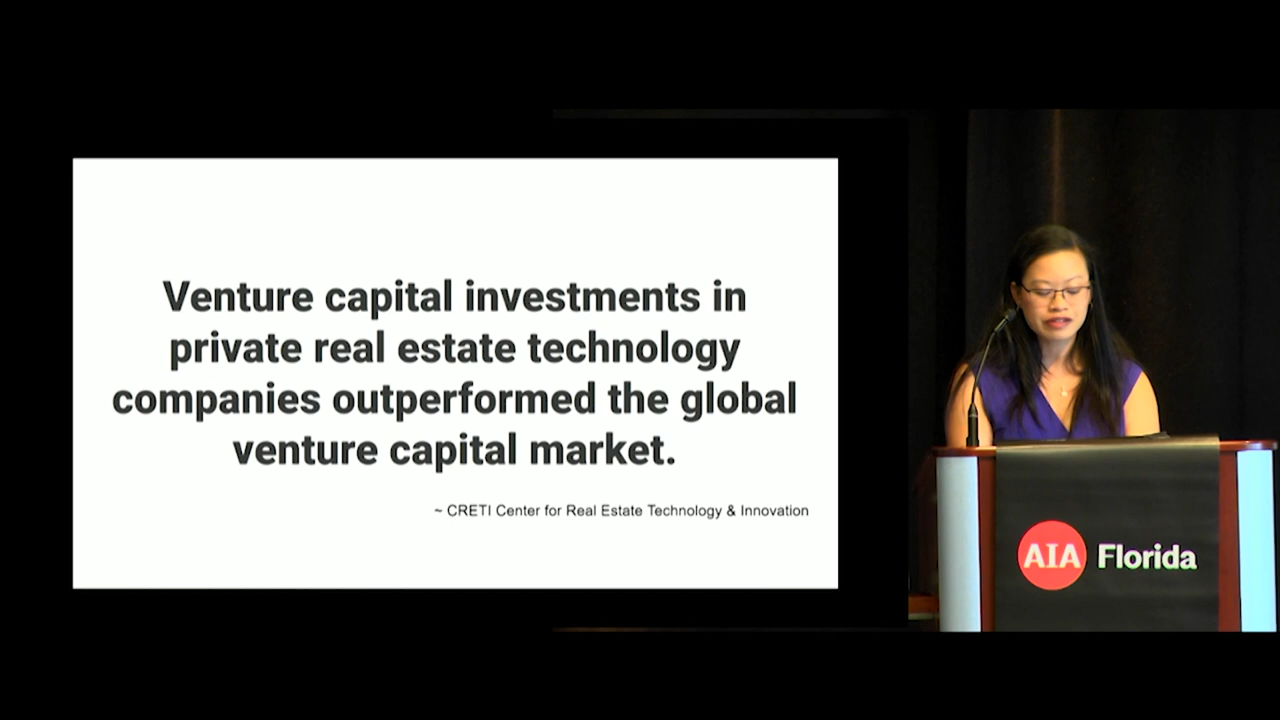 Venture capital investments in
private real estate technology
companies outperformed the global
venture capital market.
~ CRETI Center for Real Estate Technology & Innovation
AIA Florida